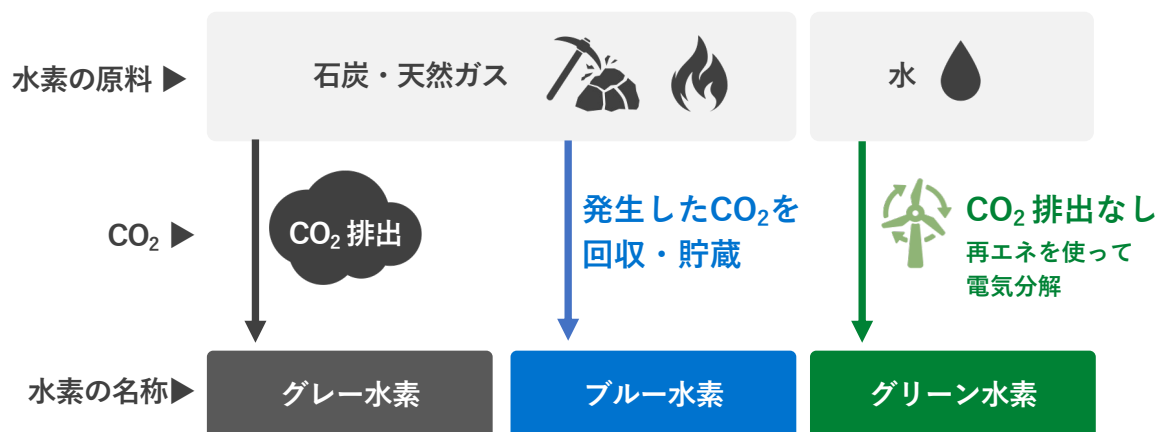 水素の原料 ▶
石炭・天然ガス
水
CO₂ ▶
CO₂ 排出
発生したCO₂を
回収・貯蔵
CO₂ 排出なし
再エネを使って
電気分解
水素の名称▶
グレー水素
ブルー水素
グリーン水素